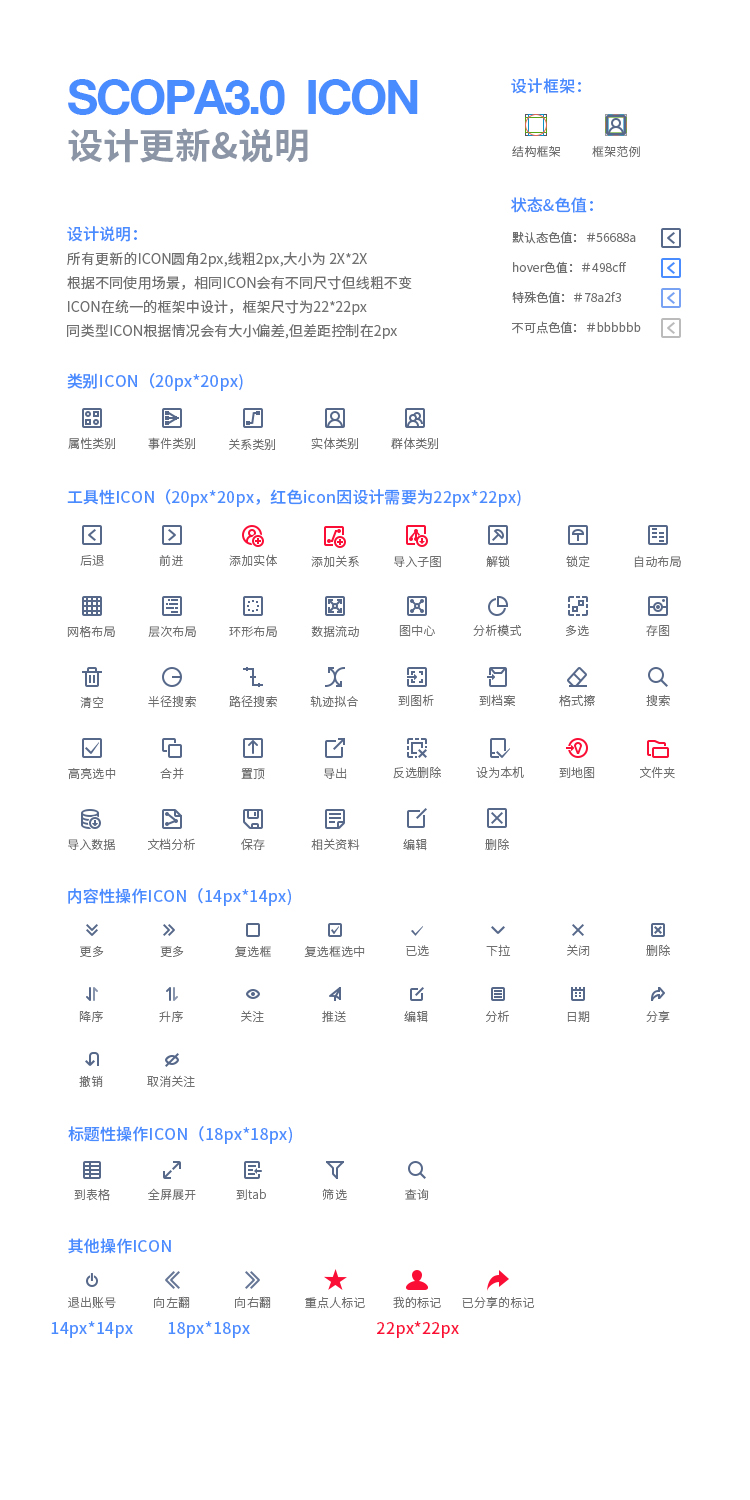 SCOPA3.0 ICON
设计更新&说明
设计框架：
结构框架 框架范例
状态&色值：
默认态色值：#56688a
hover色值：#498cff
特殊色值：#78a2f3
不可点色值：#bbbbbb
设计说明：
所有更新的ICON圆角2px,线粗2px,大小为 2X*2X
根据不同使用场景，相同ICON会有不同尺寸但线粗不变
ICON在统一的框架中设计，框架尺寸为22*22px
同类型ICON根据情况会有大小偏差,但差距控制在2px
类别ICON（20px*20px)
属性类别 事件类别 关系类别 实体类别 群体类别
工具性ICON（20px*20px，红色icon因设计需要为22px*22px)
后退 前进 添加实体 添加关系 导入子图 解锁 锁定 自动布局
网格布局 层次布局 环形布局 数据流动 图中心 分析模式 多选 存图
清空 半径搜索 路径搜索 轨迹拟合 到图析 到档案 格式擦 搜索
高亮选中 合并 置顶 导出 反选删除 设为本机 到地图 文件夹
导入数据 文档分析 保存 相关资料 编辑 删除
内容性操作ICON（14px*14px)
更多 更多 复选框 复选框选中 已选 下拉 关闭 删除
降序 升序 关注 推送 编辑 分析 日期 分享
撤销 取消关注
标题性操作ICON（18px*18px)
到表格 全屏展开 到tab 筛选 查询
其他操作ICON
退出账号 向左翻 向右翻 重点人标记 我的标记 已分享的标记
14px*14px 18px*18px 22px*22px